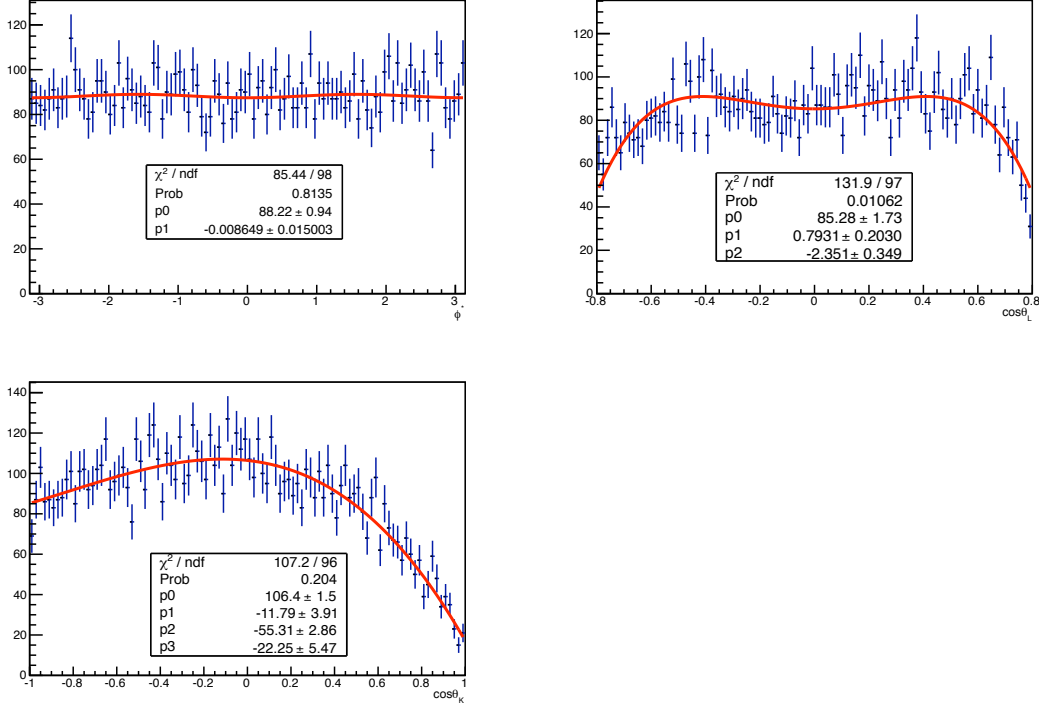 120
100
80
60
40
20
0
χ² / ndf 85.44 / 98
Prob 0.8135
p0 88.22 ± 0.94
p1 -0.008649 ± 0.015003
-3 -2 -1 0 1 2 3
ϕ*
120
100
80
60
40
20
0
χ² / ndf 131.9 / 97
Prob 0.01062
p0 85.28 ± 1.73
p1 0.7931 ± 0.2030
p2 -2.351 ± 0.349
-0.8 -0.6 -0.4 -0.2 0 0.2 0.4 0.6 0.8
cosθ_L
140
120
100
80
60
40
20
0
χ² / ndf 107.2 / 96
Prob 0.204
p0 106.4 ± 1.5
p1 -11.79 ± 3.91
p2 -55.31 ± 2.86
p3 -22.25 ± 5.47
-1 -0.8 -0.6 -0.4 -0.2 0 0.2 0.4 0.6 0.8 1
cosθ_K